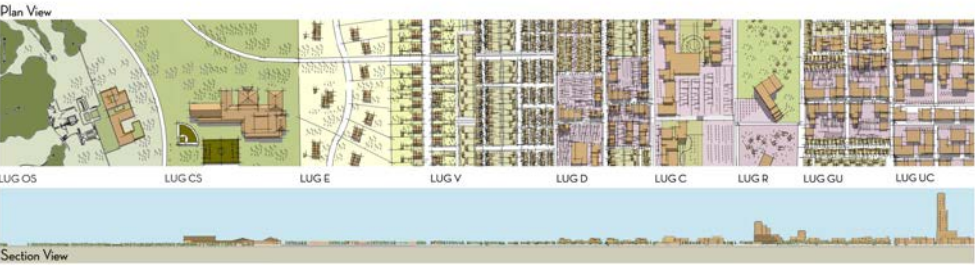 Plan View
LUG OS
LUG CS
LUG E
LUG V
LUG D
LUG C
LUG R
LUG GU
LUG UC
Section View